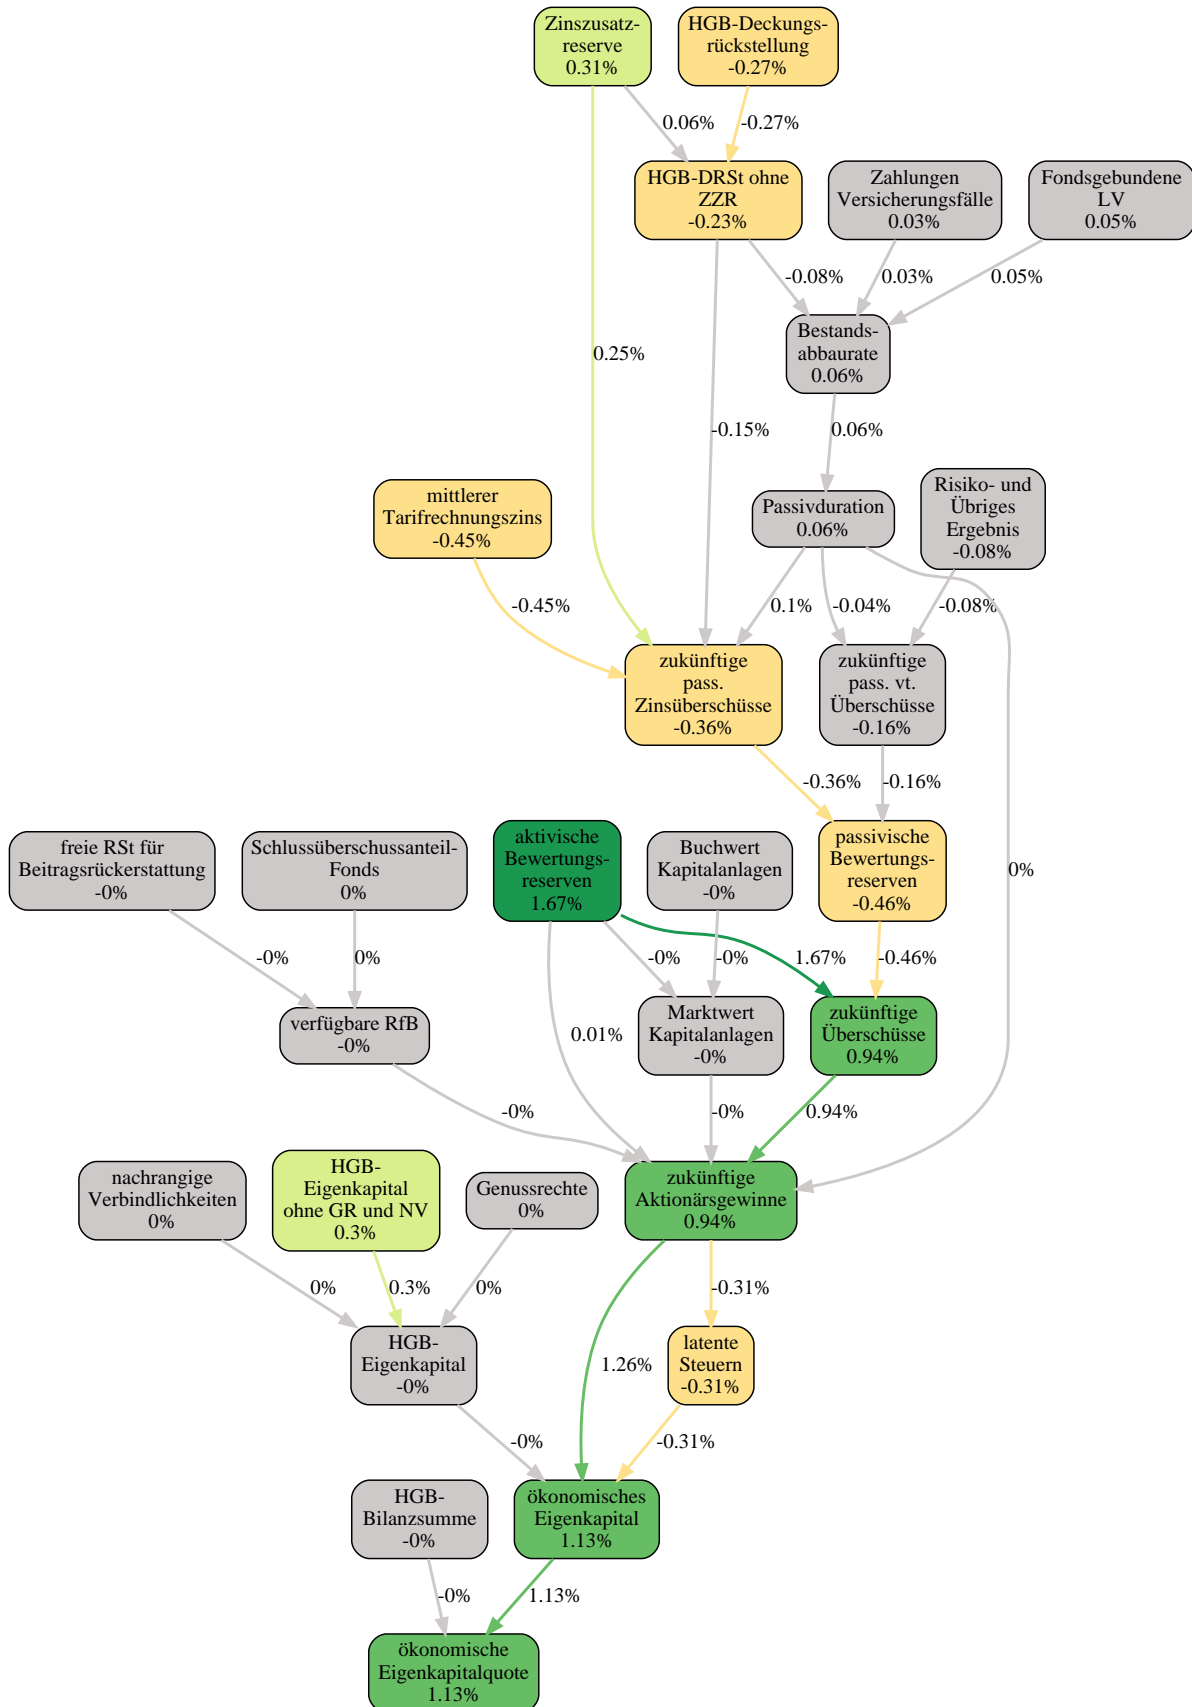 Zinszusatz-
reserve
0.31%
HGB-Deckungs-
rückstellung
-0.27%
0.06%
-0.27%
HGB-DRSt ohne
ZZR
-0.23%
Zahlungen
Versicherungsfälle
0.03%
Fondsgebundene
LV
0.05%
-0.08%
0.03%
0.05%
Bestands-
abbaurate
0.06%
0.25%
-0.15%
0.06%
mittlerer
Tarifrechnungszins
-0.45%
Passivduration
0.06%
Risiko- und
Übriges
Ergebnis
-0.08%
-0.45%
0.1%
-0.04%
-0.08%
zukünftige
pass.
Zinsüberschüsse
-0.36%
zukünftige
pass. vt.
Überschüsse
-0.16%
-0.36%
-0.16%
freie RSt für
Beitragsrückerstattung
-0%
Schlussüberschussanteil-
Fonds
0%
aktivische
Bewertungs-
reserven
1.67%
Buchwert
Kapitalanlagen
-0%
passivische
Bewertungs-
reserven
-0.46%
0%
-0%
0%
-0%
-0%
1.67%
-0.46%
verfügbare RfB
-0%
0.01%
Marktwert
Kapitalanlagen
-0%
zukünftige
Überschüsse
0.94%
-0%
-0%
0.94%
nachrangige
Verbindlichkeiten
0%
HGB-
Eigenkapital
ohne GR und NV
0.3%
Genussrechte
0%
zukünftige
Aktionärsgewinne
0.94%
0%
0.3%
0%
-0.31%
HGB-
Eigenkapital
-0%
1.26%
latente
Steuern
-0.31%
-0%
-0.31%
HGB-
Bilanzsumme
-0%
ökonomisches
Eigenkapital
1.13%
-0%
1.13%
ökonomische
Eigenkapitalquote
1.13%